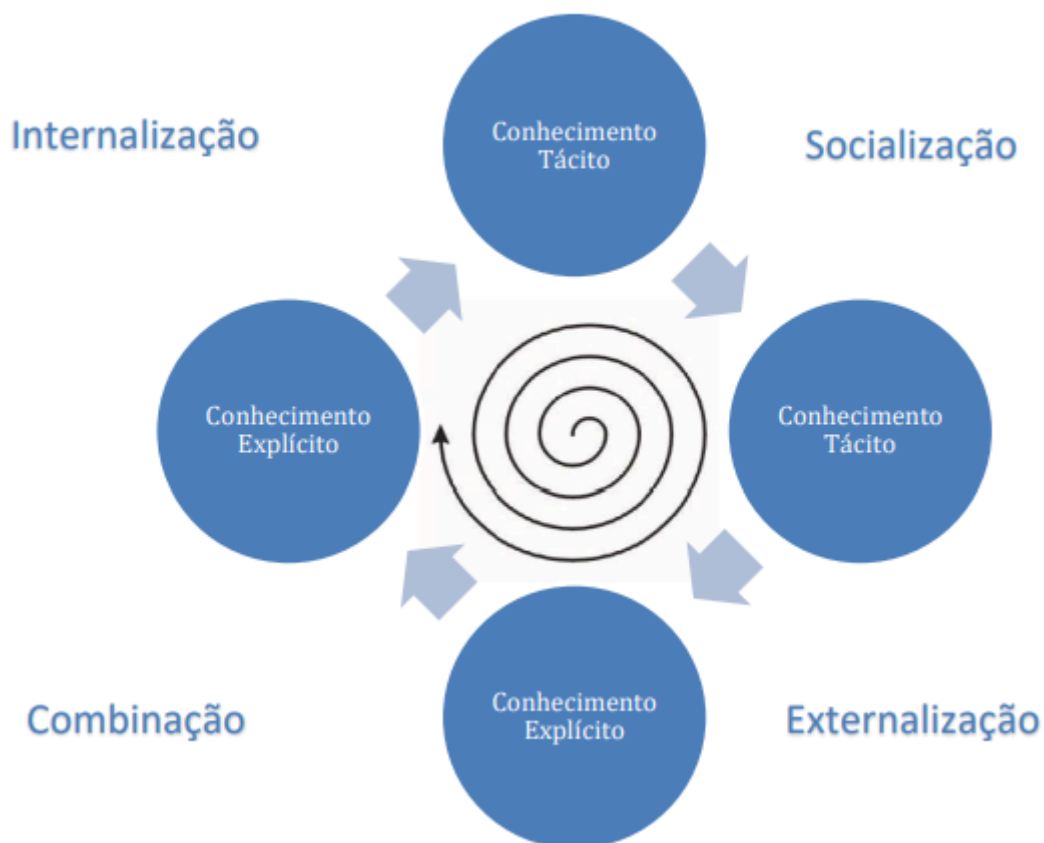 Conhecimento
Tácito
Internalização
Socialização
Conhecimento
Explícito
Conhecimento
Tácito
Conhecimento
Explícito
Combinação
Externalização